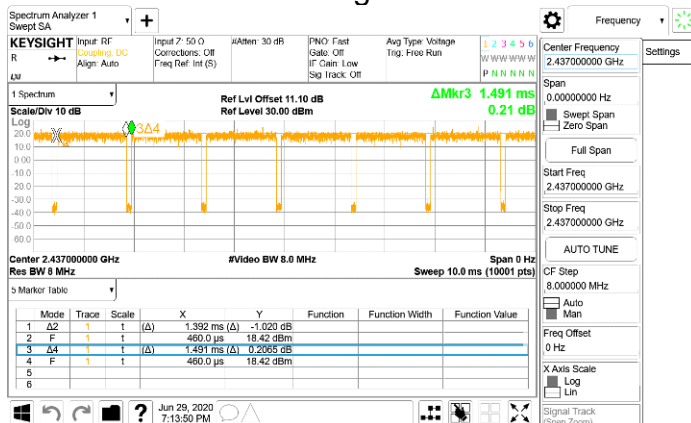 Spectrum Analyzer 1
Swept SA
Frequency
KEYSIGHT
R
Input: RF
Coupling: DC
Align: Auto
Input Z: 50 Ω
Corrections: Off
Freq Ref: Int (S)
#Atten: 30 dB
PNO: Fast
Gate: Off
IF Gain: Low
Sig Track: Off
Avg Type: Voltage
Trig: Free Run
1 2 3 4 5 6
W W W W W W
P N N N N N
Settings
Center Frequency
2.437000000 GHz
Span
0.00000000 Hz
Swept Span
Zero Span
Full Span
Start Freq
2.437000000 GHz
Stop Freq
2.437000000 GHz
AUTO TUNE
CF Step
8.000000 MHz
Auto
Man
Freq Offset
0 Hz
X Axis Scale
Log
Lin
Signal Track
(Span Zoom)
1 Spectrum
Scale/Div 10 dB
Ref Lvl Offset 11.10 dB
Ref Level 30.00 dBm
ΔMkr3 1.491 ms
0.21 dB
Log
20.0
10.0
0.00
-10.0
-20.0
-30.0
-40.0
-50.0
-60.0
3Δ4
Center 2.437000000 GHz
Res BW 8 MHz
#Video BW 8.0 MHz
Span 0 Hz
Sweep 10.0 ms (10001 pts)
5 Marker Table
Mode Trace Scale X Y Function Function Width Function Value
1 Δ2 1 t (Δ) 1.392 ms (Δ) -1.020 dB
2 F 1 t 460.0 µs 18.42 dBm
3 Δ4 1 t (Δ) 1.491 ms (Δ) 0.2065 dB
4 F 1 t 460.0 µs 18.42 dBm
5
6
?
Jun 29, 2020
7:13:50 PM